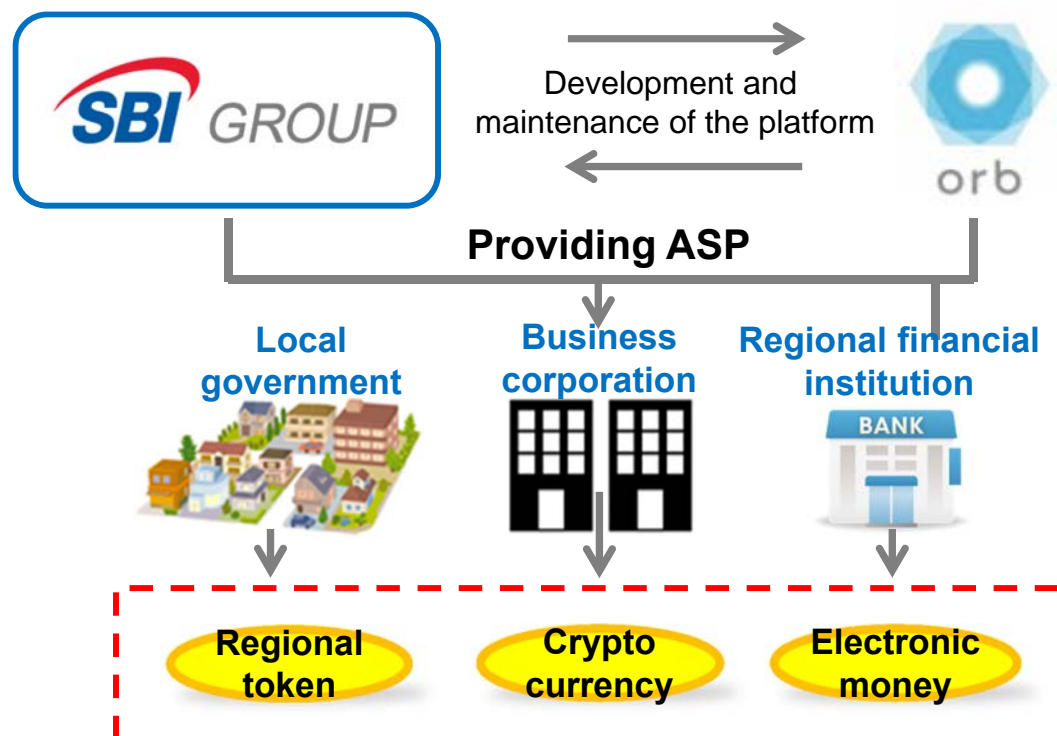 SBI GROUP
Development and
maintenance of the platform
orb
Providing ASP
Local
government
Business
corporation
Regional financial
institution
BANK
Regional
token
Crypto
currency
Electronic
money